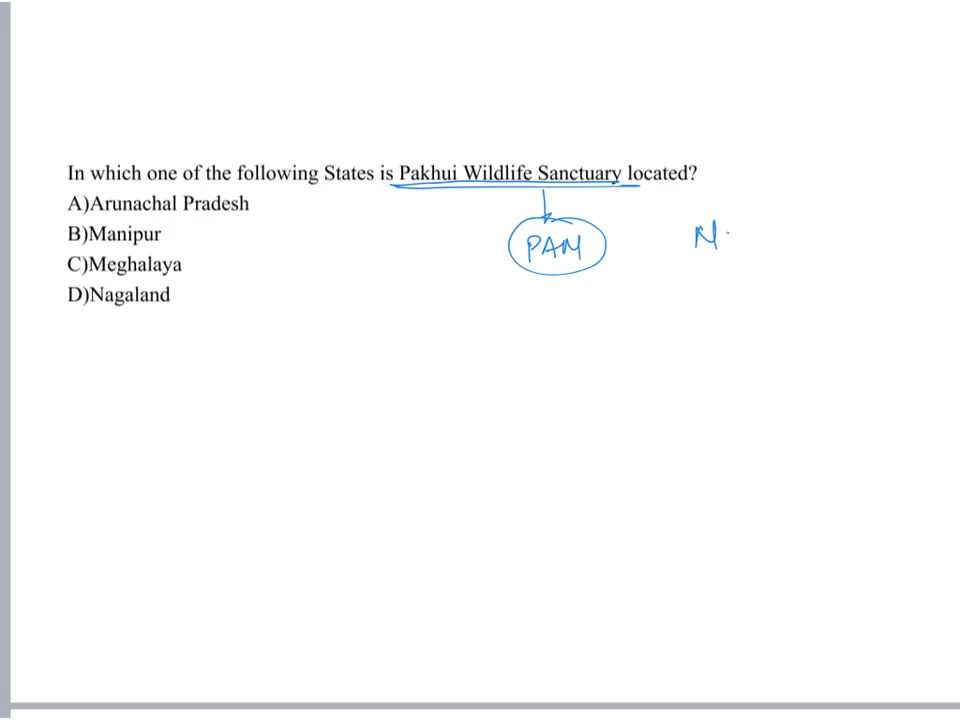 In which one of the following States is Pakhui Wildlife Sanctuary located?
A)Arunachal Pradesh
B)Manipur
C)Meghalaya
D)Nagaland
PAM
N.